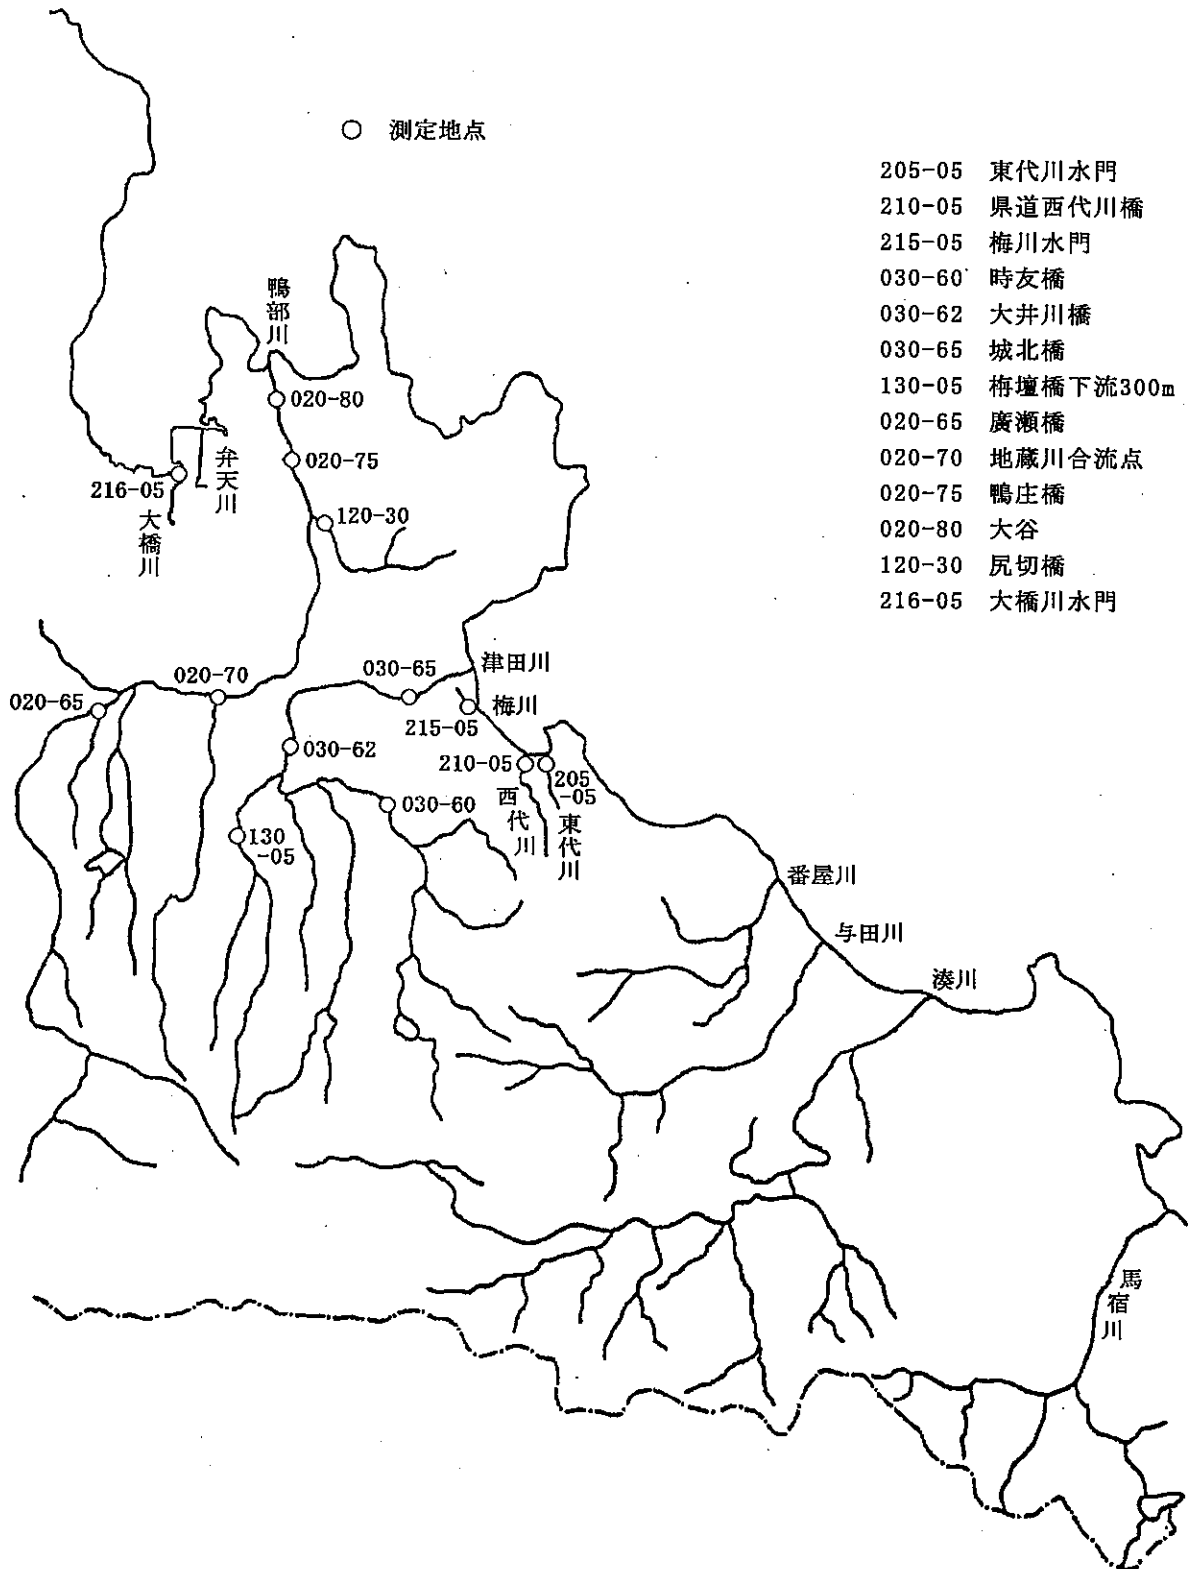 ○ 測定地点
205-05 東代川水門
210-05 県道西代川橋
215-05 梅川水門
030-60 時友橋
030-62 大井川橋
030-65 城北橋
130-05 栴壇橋下流300m
020-65 廣瀬橋
020-70 地蔵川合流点
020-75 鴨庄橋
020-80 大谷
120-30 尻切橋
216-05 大橋川水門
鴨部川
020-80
020-75
弁天川
216-05
大橋川
120-30
津田川
020-70
030-65
020-65
梅川
215-05
030-62
210-05
205
-05
西代川
030-60
東代川
130
-05
番屋川
与田川
湊川
馬宿川